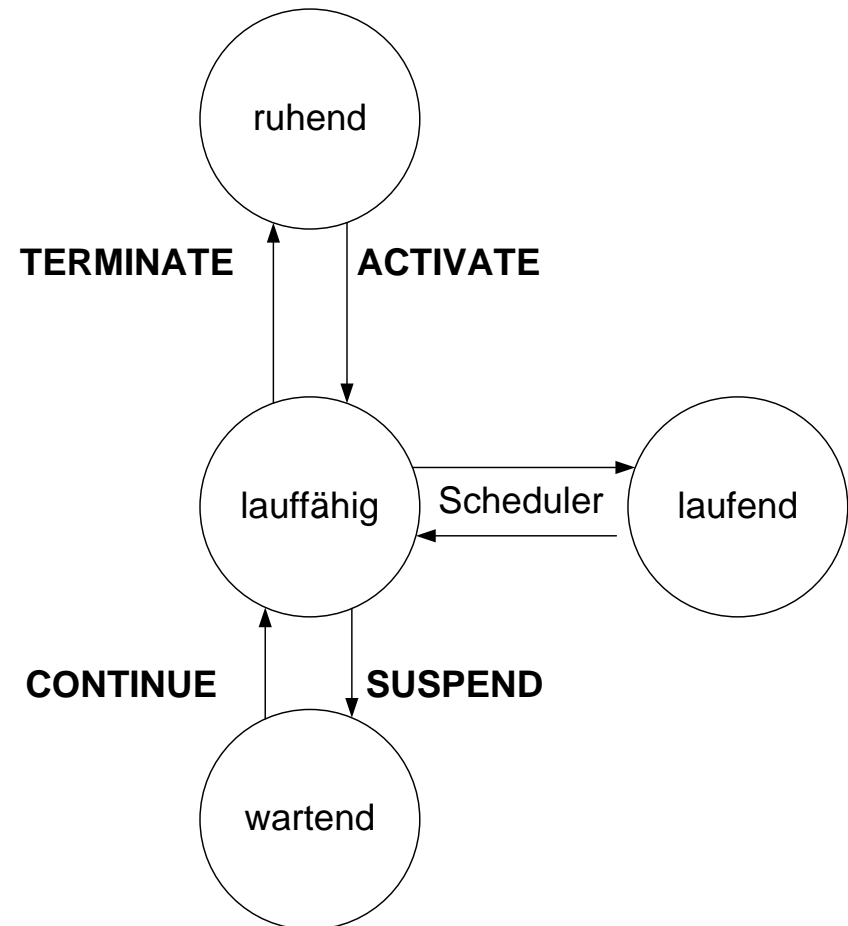 ruhend
TERMINATE
ACTIVATE
lauffähig
Scheduler
laufend
CONTINUE
SUSPEND
wartend